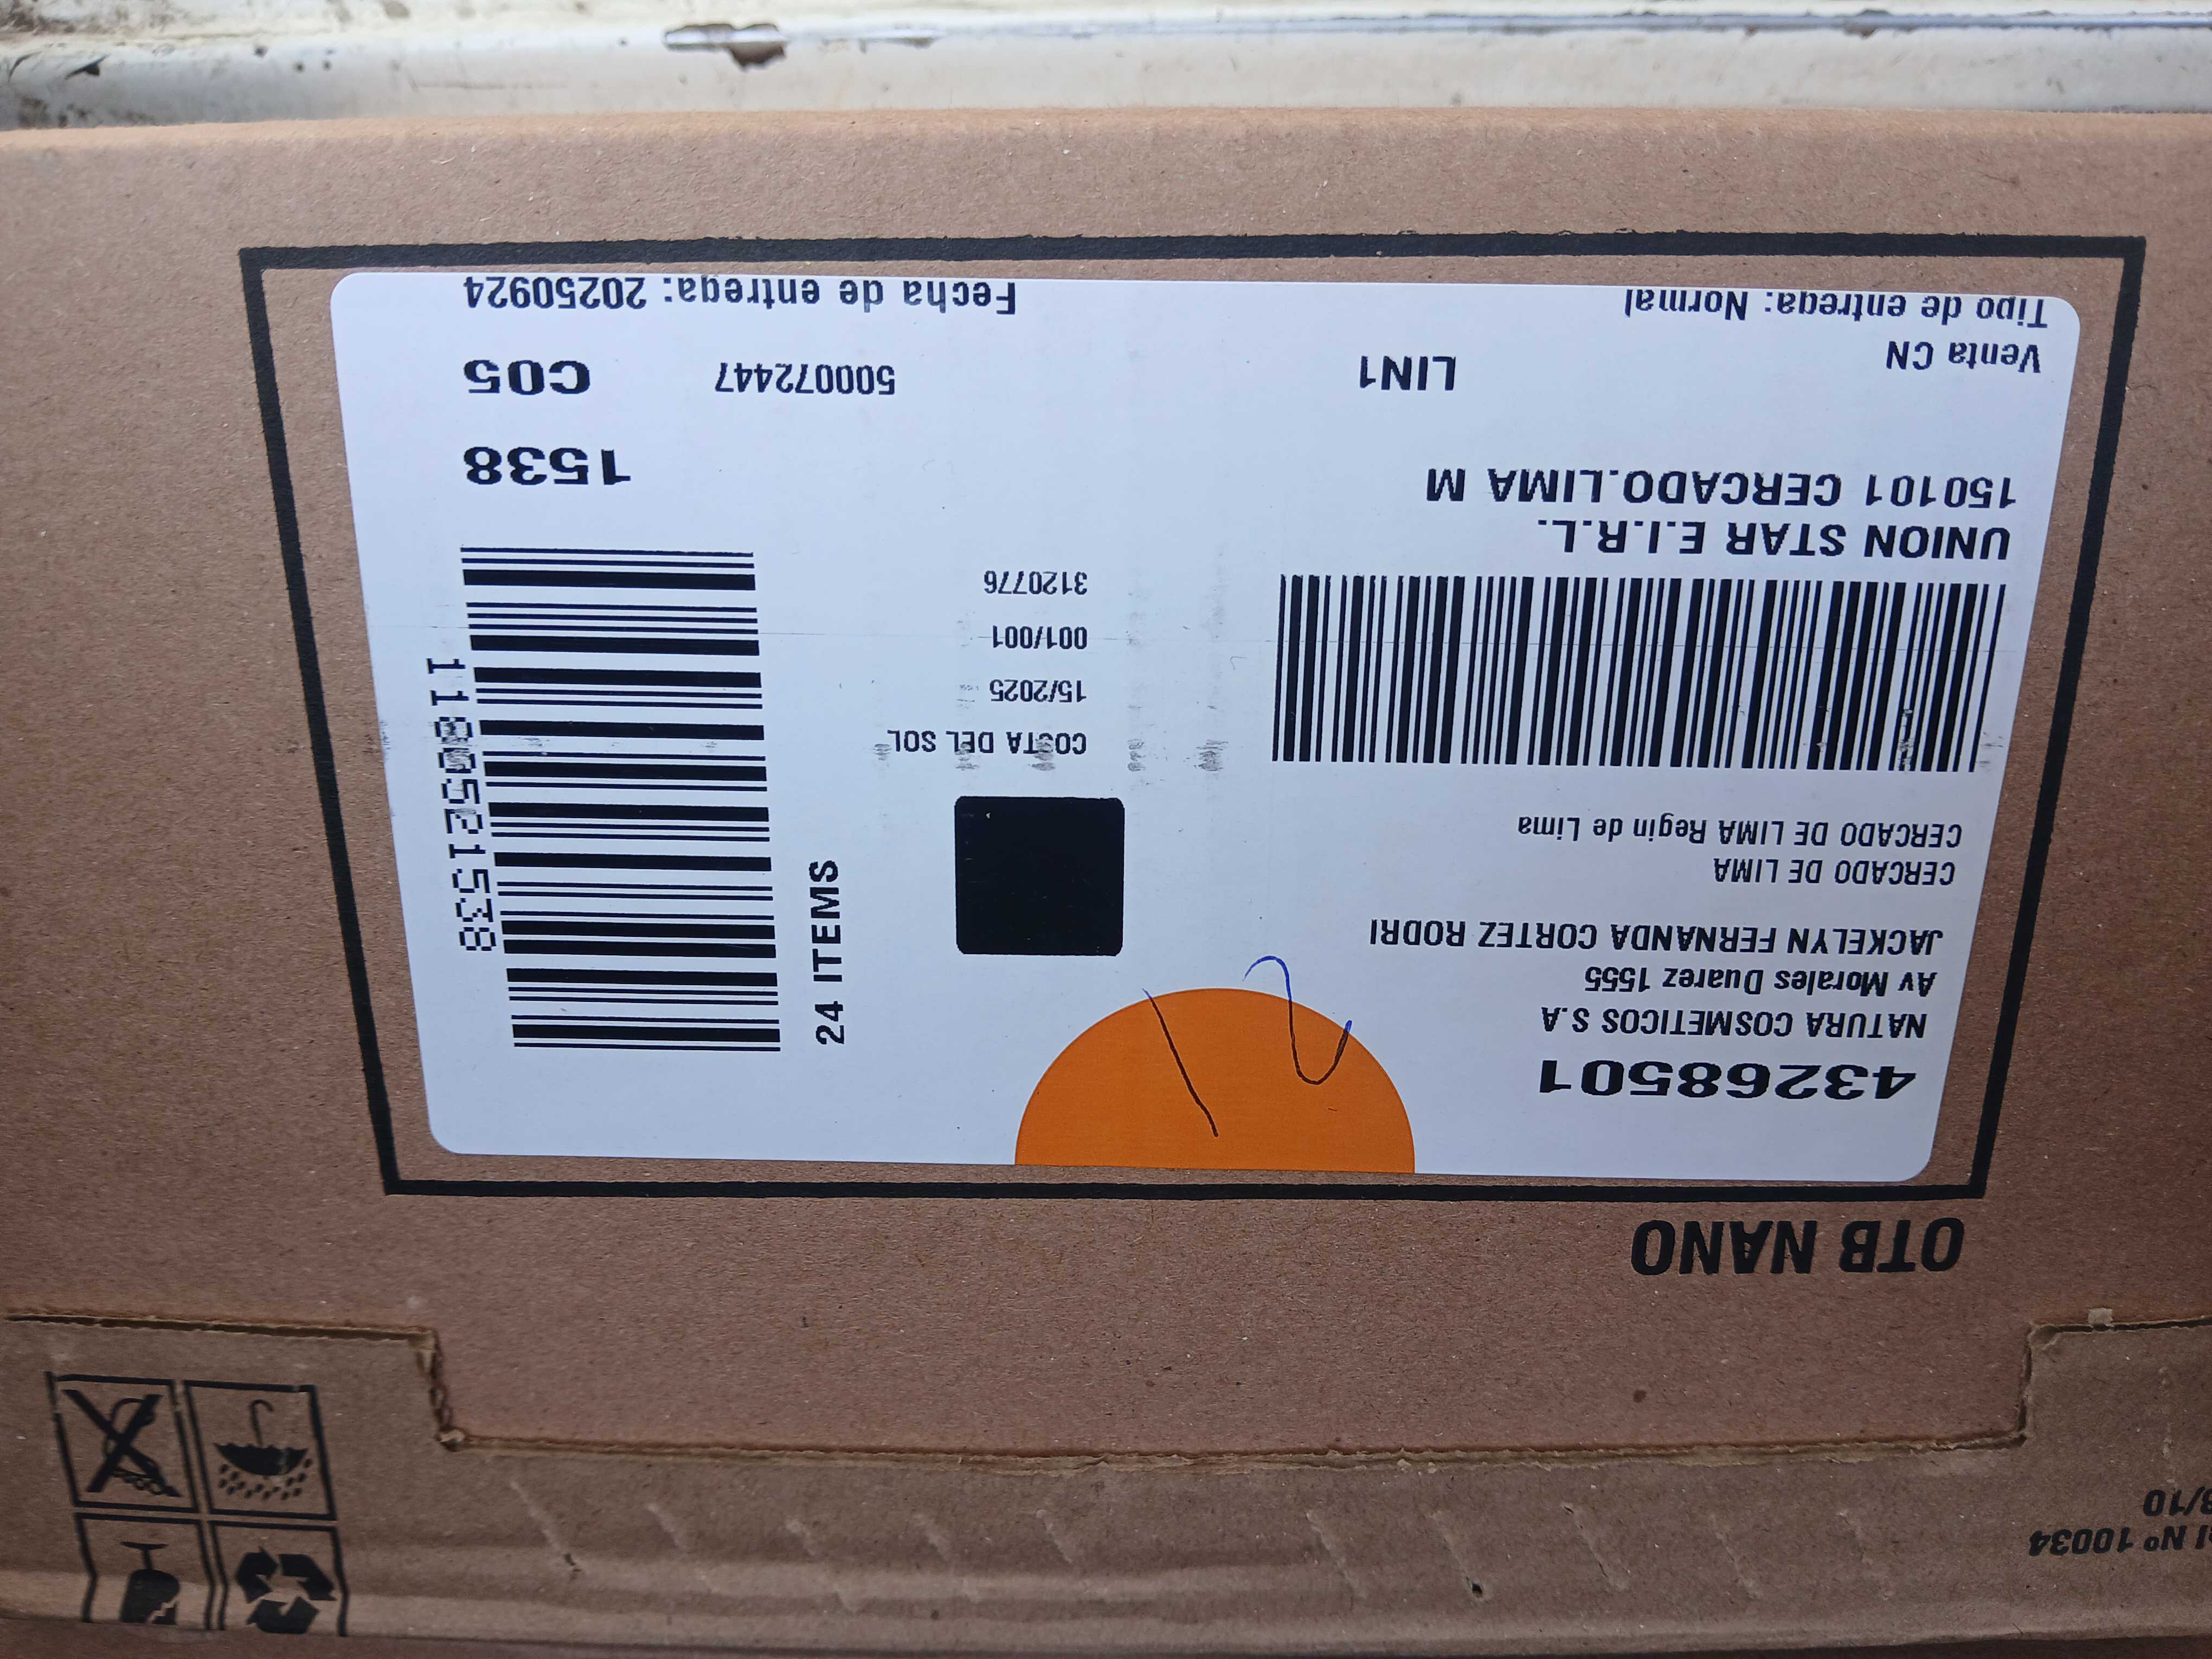 OTB NANO
43268501
NATURA COSMETICOS S.A
Av Morales Duarez 1555
JACKELYN FERNANDA CORTEZ RODRI
CERCADO DE LIMA
CERCADO DE LIMA Regin de Lima
UNION STAR E.I.R.L.
150101 CERCADO.LIMA M
Venta CN
LIN1
Tipo de entrega: Normal
COSTA DEL SOL
15/2025
001/001
3120776
24 ITEMS
1180521538
1538
500072447
C05
Fecha de entrega: 20250924
Nº 10034